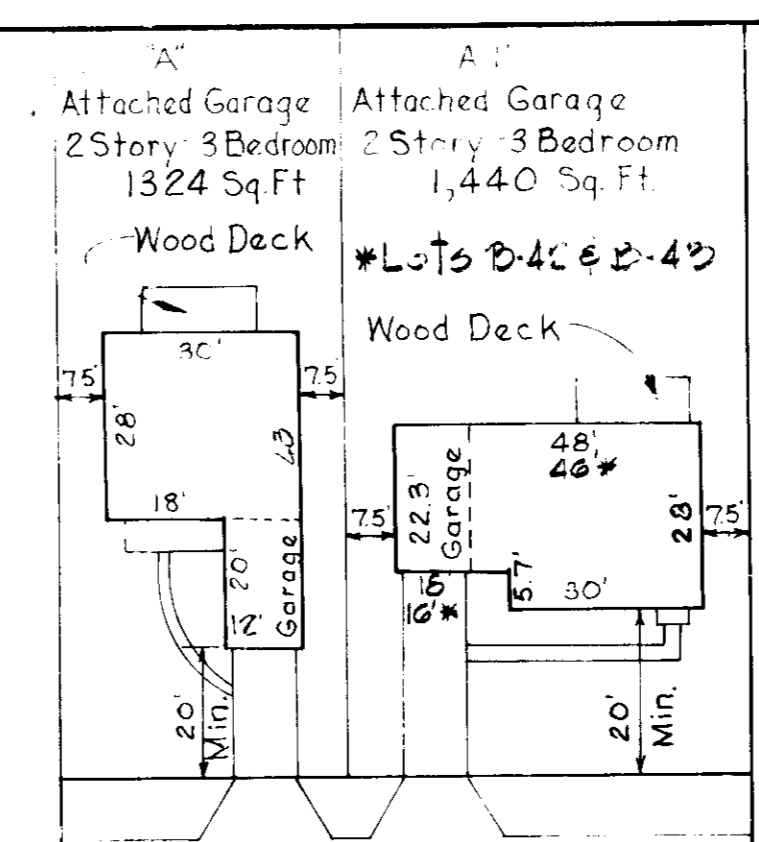 "A"
Attached Garage
2 Story 3 Bedroom
1324 Sq.Ft
Wood Deck
30'
7.5'
7.5'
28'
18'
20'
12'
Garage
20'
Min.
A 1'
Attached Garage
2 Story - 3 Bedroom
1,440 Sq. Ft.
*Lots
Wood Deck
48'
46'*
22.3'
Garage
28'
7.5'
7.5'
16'*
5.7'
30'
20'
Min.